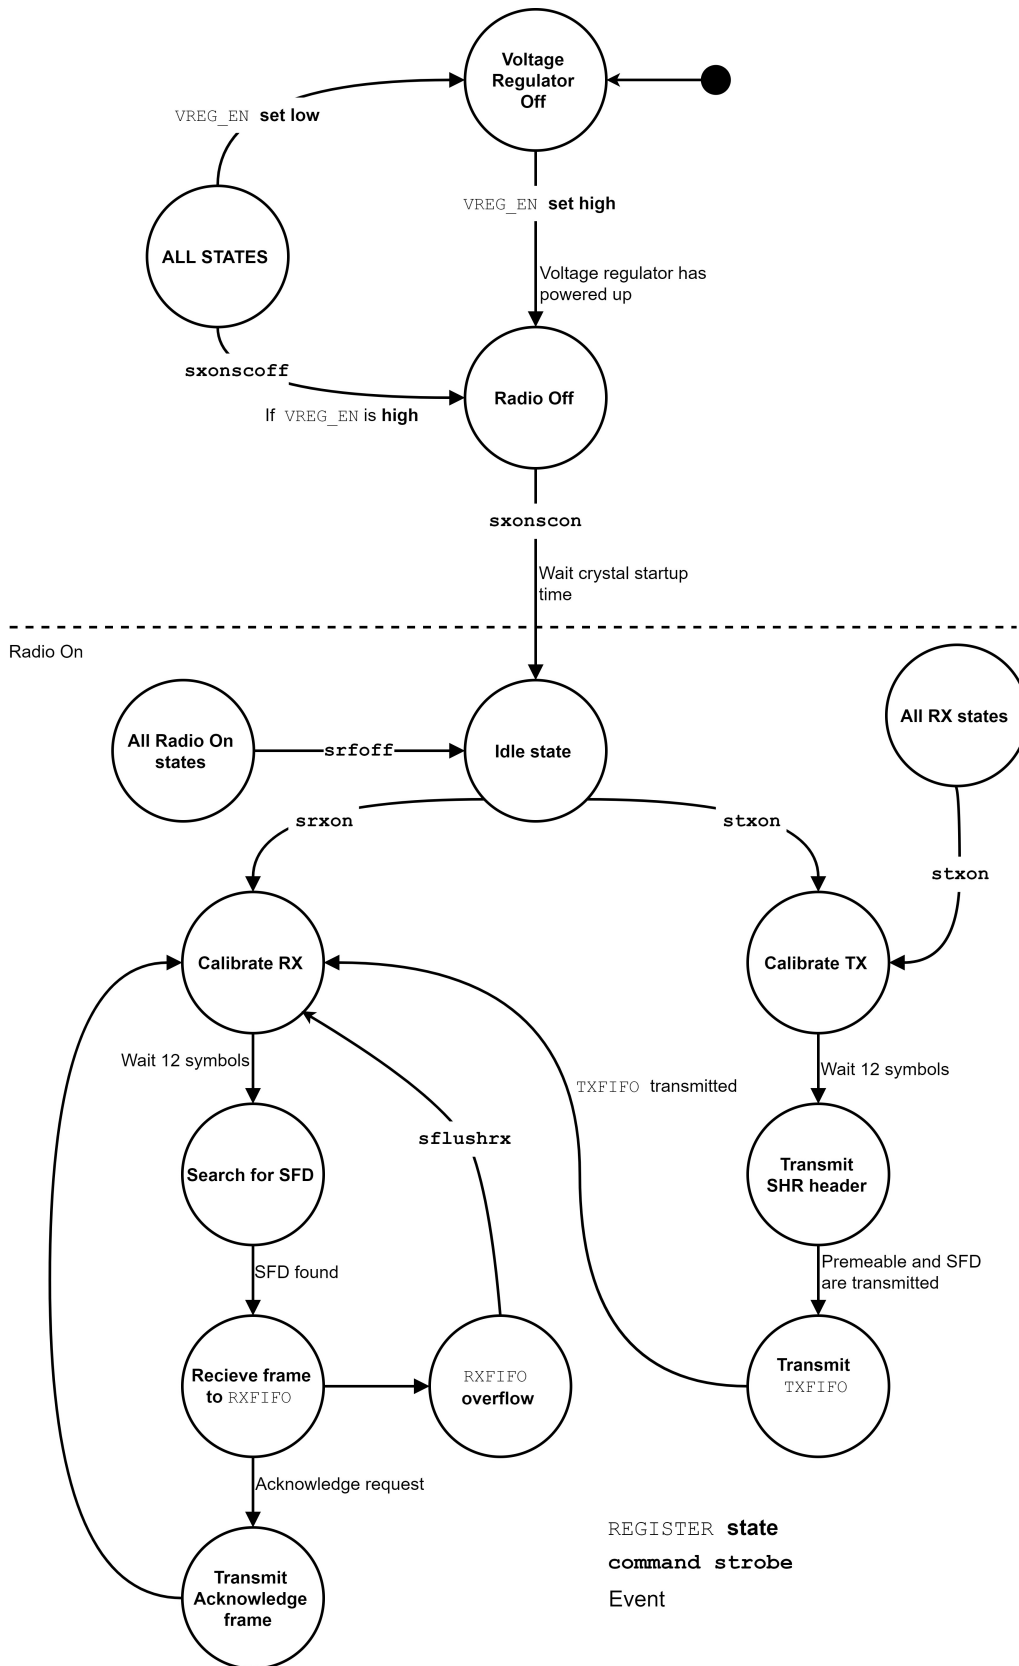 Voltage
Regulator
Off
VREG_EN set low
VREG_EN set high
ALL STATES
Voltage regulator has
powered up
sxonscoff
Radio Off
If VREG_EN is high
sxonscon
Wait crystal startup
time
Radio On
All RX states
All Radio On
states
srfoff
Idle state
srxon
stxon
stxon
Calibrate RX
Calibrate TX
Wait 12 symbols
Wait 12 symbols
TXFIFO transmitted
sflushrx
Search for SFD
Transmit
SHR header
SFD found
Premeable and SFD
are transmitted
Recieve frame
to RXFIFO
RXFIFO
overflow
Transmit
TXFIFO
Acknowledge request
Transmit
Acknowledge
frame
REGISTER state
command strobe
Event